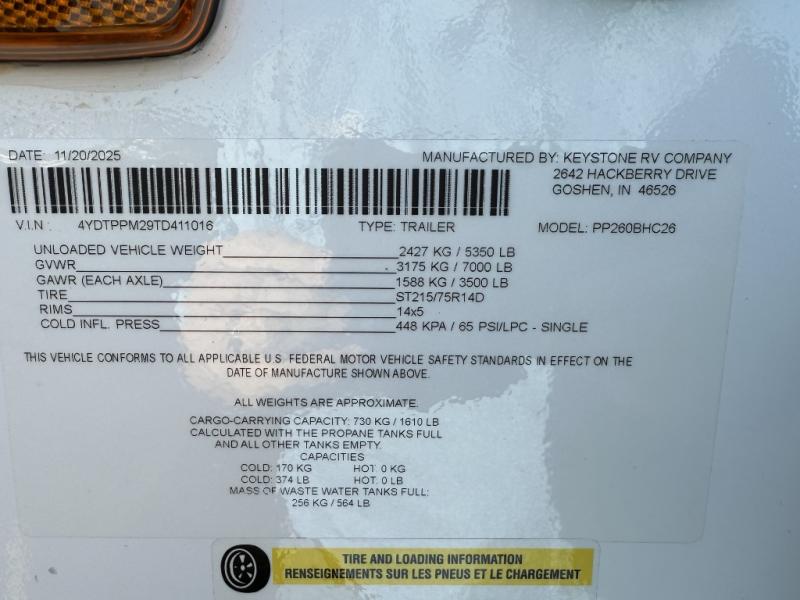 DATE: 11/20/2025 MANUFACTURED BY: KEYSTONE RV COMPANY
2642 HACKBERRY DRIVE
GOSHEN, IN 46526
V.I.N : 4YDTPPM29TD411016 TYPE: TRAILER MODEL: PP260BHC26
UNLOADED VEHICLE WEIGHT 2427 KG / 5350 LB
GVWR 3175 KG / 7000 LB
GAWR (EACH AXLE) 1588 KG / 3500 LB
TIRE ST215/75R14D
RIMS 14x5
COLD INFL. PRESS 448 KPA / 65 PSI/LPC - SINGLE
THIS VEHICLE CONFORMS TO ALL APPLICABLE U.S. FEDERAL MOTOR VEHICLE SAFETY STANDARDS IN EFFECT ON THE
DATE OF MANUFACTURE SHOWN ABOVE.
ALL WEIGHTS ARE APPROXIMATE.
CARGO-CARRYING CAPACITY: 730 KG / 1610 LB
CALCULATED WITH THE PROPANE TANKS FULL
AND ALL OTHER TANKS EMPTY.
CAPACITIES
COLD: 170 KG HOT: 0 KG
COLD: 374 LB HOT: 0 LB
MASS OF WASTE WATER TANKS FULL:
256 KG / 564 LB
TIRE AND LOADING INFORMATION
RENSEIGNEMENTS SUR LES PNEUS ET LE CHARGEMENT